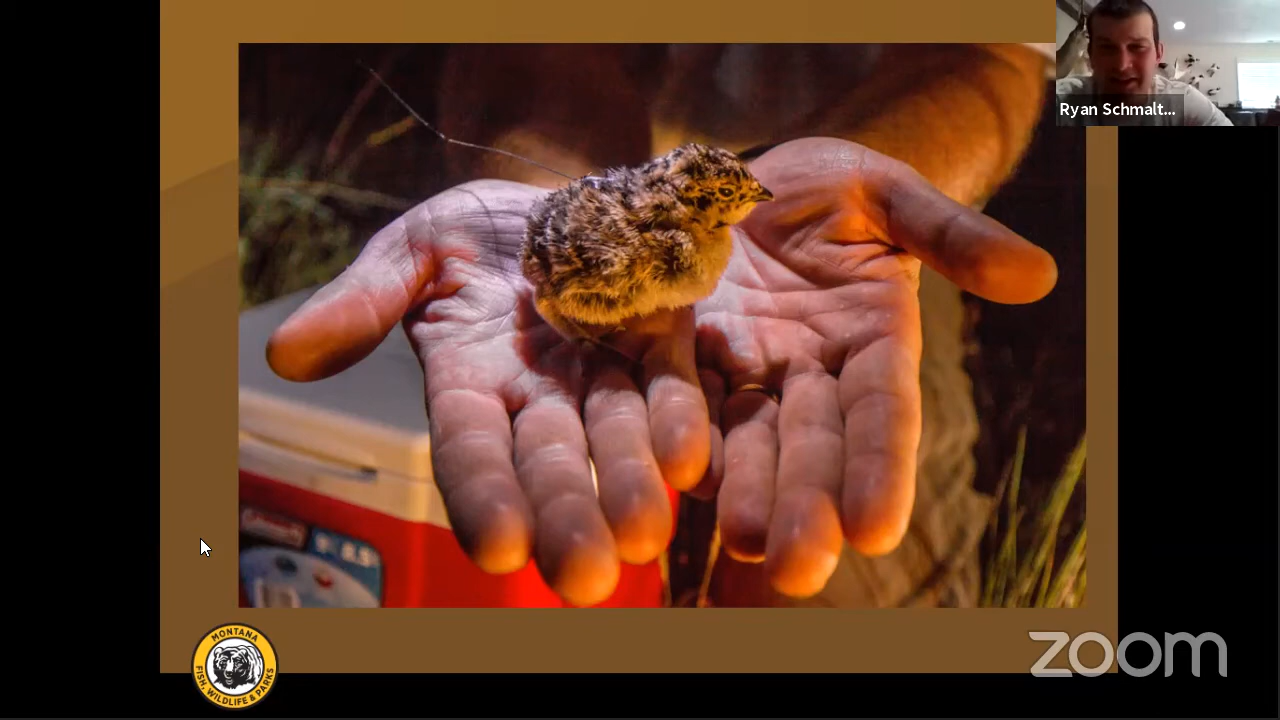 Ryan Schmalt...
Coleman
MONTANA
FISH, WILDLIFE & PARKS
zoom